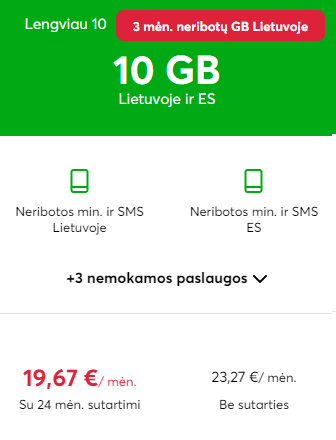 Lengviau 10
3 mėn. neribotų GB Lietuvoje
10 GB
Lietuvoje ir ES
Neribotos min. ir SMS
Lietuvoje
Neribotos min. ir SMS
ES
+3 nemokamos paslaugos
19,67 €/ mėn.
Su 24 mėn. sutartimi
23,27 €/ mėn.
Be sutarties